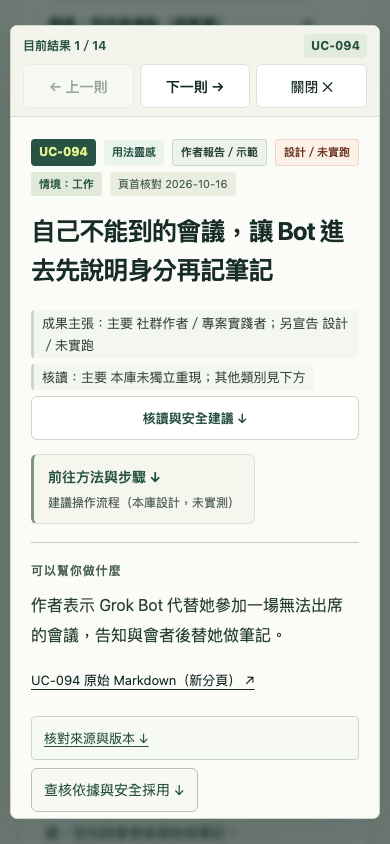 目前結果 1 / 14
UC-094
← 上一則
下一則 →
關閉 ✕
UC-094
用法靈感
作者報告 / 示範
設計 / 未實跑
情境：工作
頁首核對 2026-10-16
自己不能到的會議，讓 Bot 進
去先說明身分再記筆記
成果主張：主要 社群作者 / 專案實踐者；另宣告 設計
/ 未實跑
核讀：主要 本庫未獨立重現；其他類別見下方
核讀與安全建議 ↓
前往方法與步驟 ↓
建議操作流程（本庫設計，未實測）
可以幫你做什麼
作者表示 Grok Bot 代替她參加一場無法出席
的會議，告知與會者後替她做筆記。
UC-094 原始 Markdown（新分頁） ↗
核對來源與版本 ↓
查核依據與安全採用 ↓